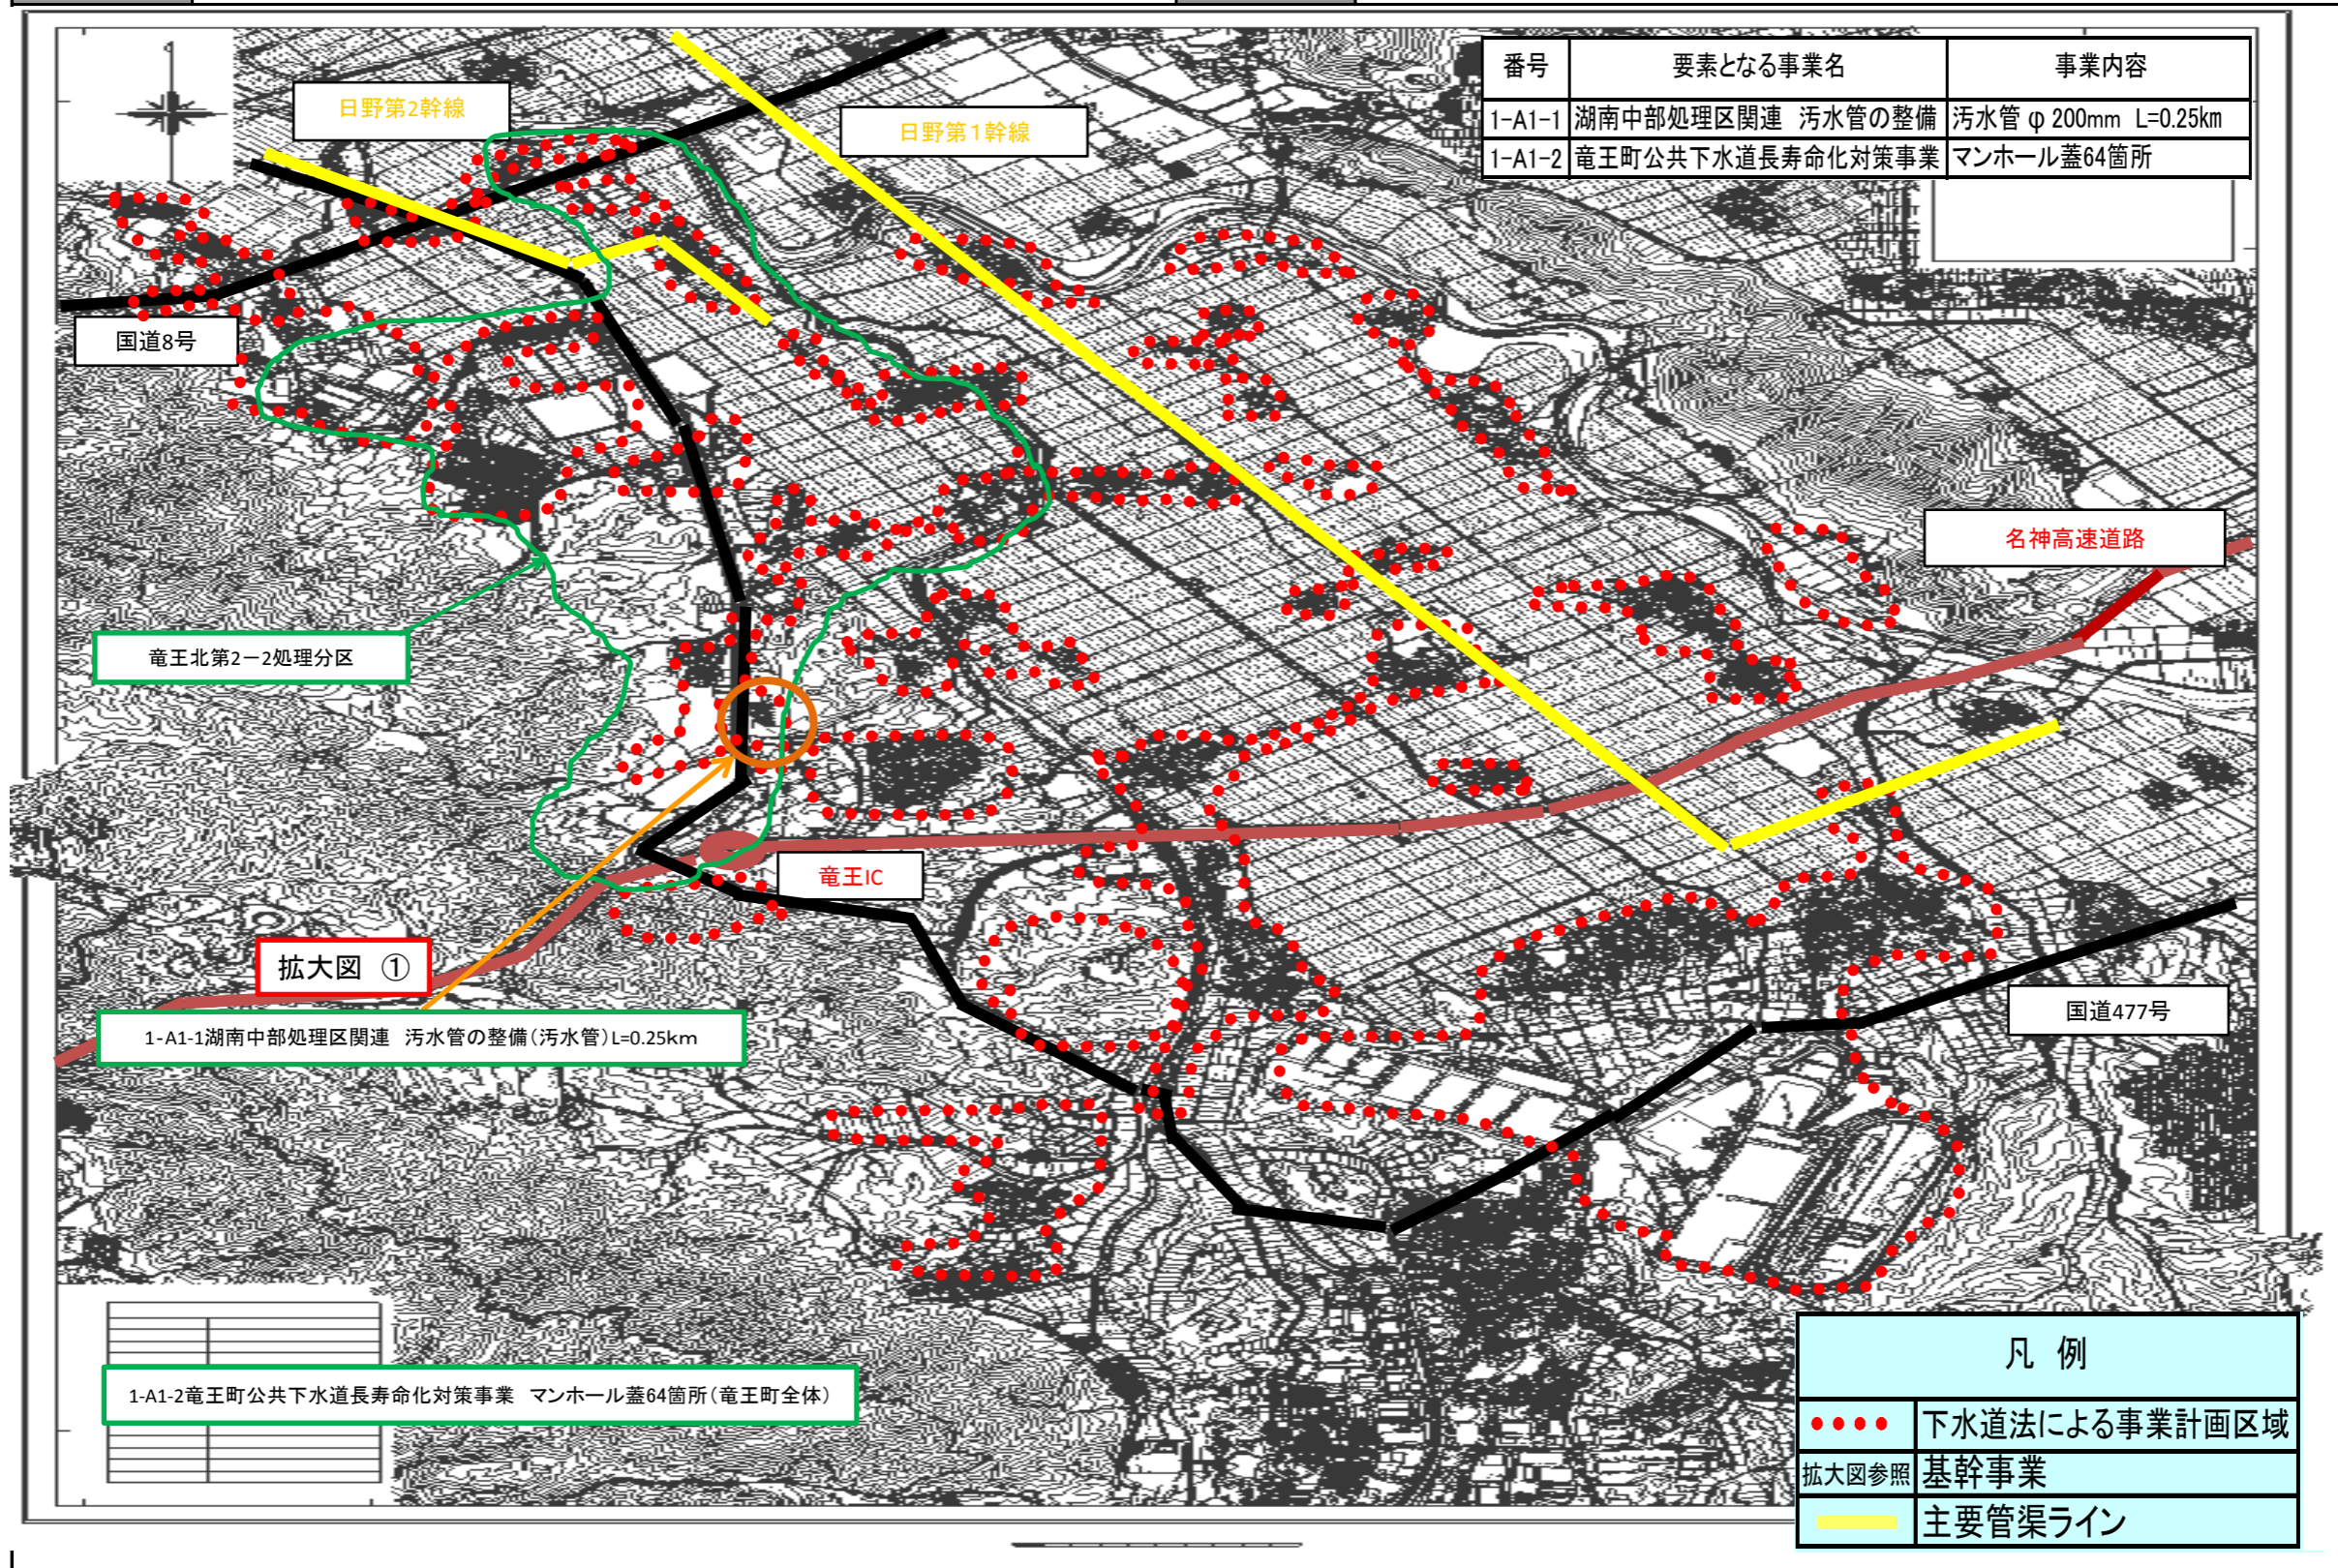 番号 要素となる事業名 事業内容
1-A1-1 湖南中部処理区関連 汚水管の整備 汚水管 φ 200mm L=0.25km
1-A1-2 竜王町公共下水道長寿命化対策事業 マンホール蓋64箇所
日野第2幹線
日野第1幹線
国道8号
名神高速道路
竜王北第2-2処理分区
竜王IC
拡大図 ①
国道477号
1-A1-1湖南中部処理区関連 汚水管の整備(汚水管)L=0.25km
1-A1-2竜王町公共下水道長寿命化対策事業 マンホール蓋64箇所(竜王町全体)
凡 例
下水道法による事業計画区域
拡大図参照 基幹事業
主要管渠ライン